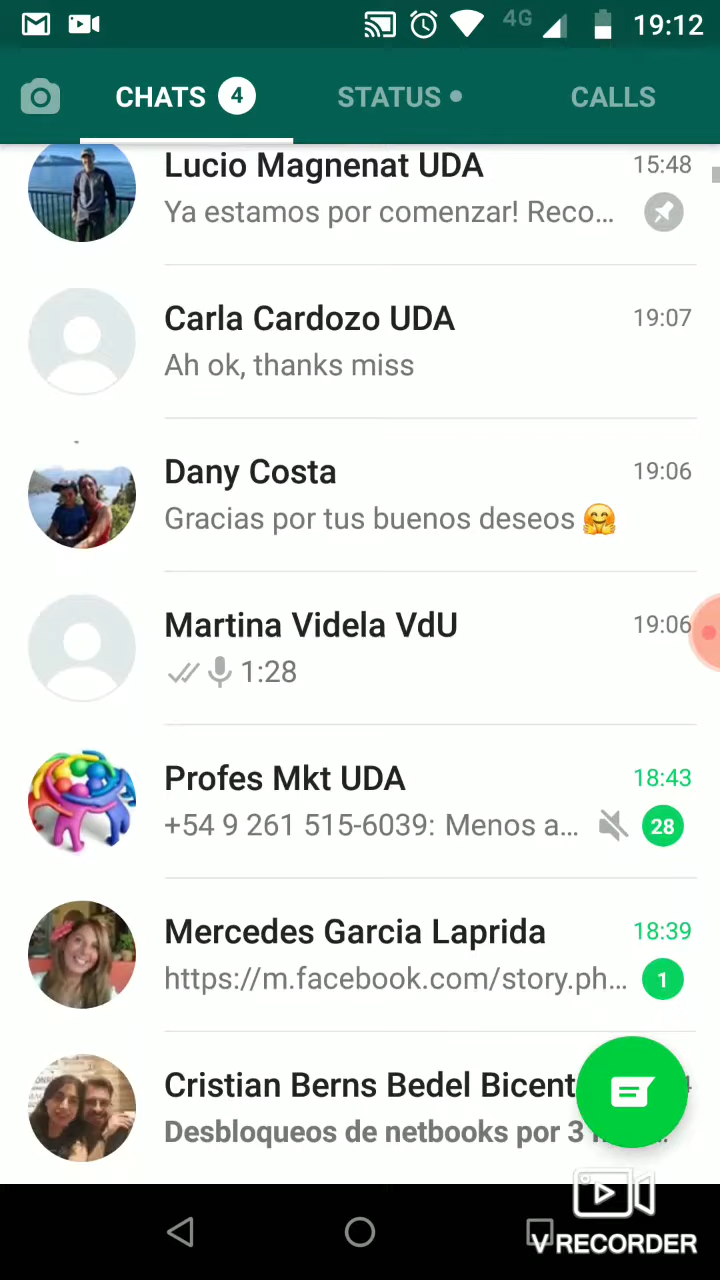 4G 19:12
CHATS 4 STATUS CALLS
Lucio Magnenat UDA 15:48
Ya estamos por comenzar! Reco...
Carla Cardozo UDA 19:07
Ah ok, thanks miss
Dany Costa 19:06
Gracias por tus buenos deseos 🤗
Martina Videla VdU 19:06
1:28
Profes Mkt UDA 18:43
+54 9 261 515-6039: Menos a... 28
Mercedes Garcia Laprida 18:39
https://m.facebook.com/story.ph... 1
Cristian Berns Bedel Bicent
Desbloqueos de netbooks por 3
VRECORDER